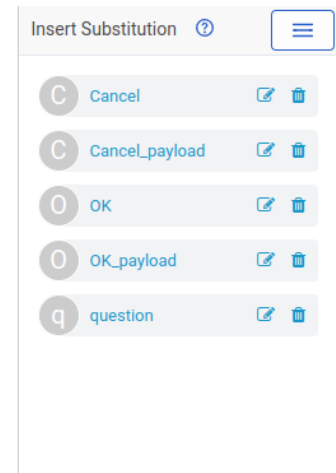 Insert Substitution ?
C Cancel
C Cancel_payload
O OK
O OK_payload
q question